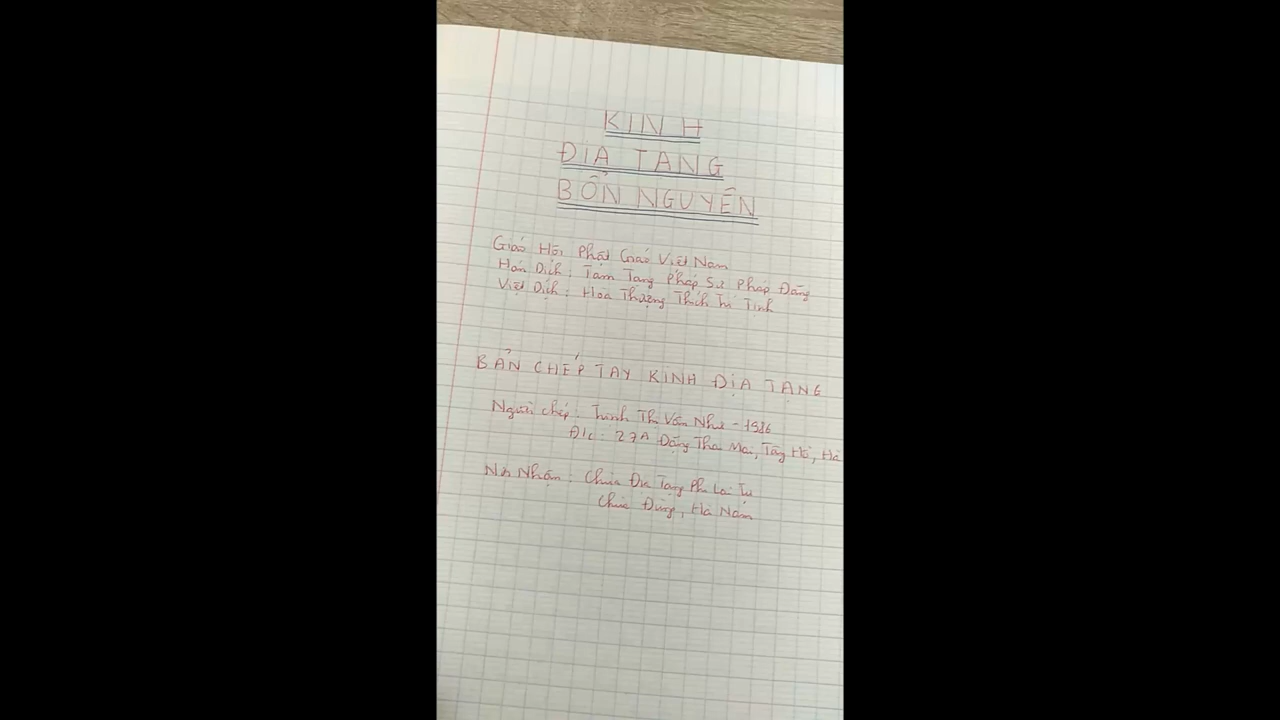 KINH
ĐỊA TẠNG
BỔN NGUYỆN
Giáo Hội Phật Giáo Việt Nam
Hán Dịch : Tam Tạng Pháp Sư Pháp Đăng
Việt Dịch : Hòa Thượng Thích Trí Tịnh
BẢN CHÉP TAY KINH ĐỊA TẠNG
Người chép : Trịnh Thị Vân Như - 1986
Đ/c : 27A Đặng Thai Mai, Tây Hồ, Hà
Nơi Nhận : Chùa Địa Tạng Phi Lai Tự
Chùa Đùng, Hà Nam